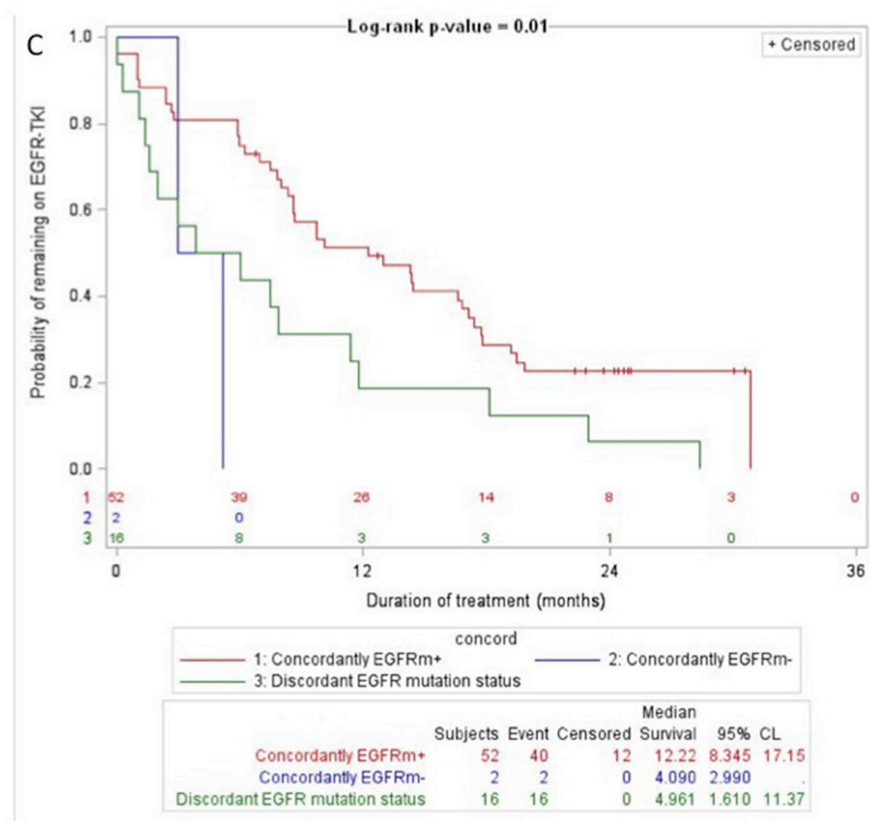 C
Log-rank p-value = 0.01
+ Censored
Probability of remaining on EGFR-TKI
1.0
0.8
0.6
0.4
0.2
0.0
1 52 39 26 14 8 3 0
2 2 0
3 16 8 3 3 1 0
0 12 24 36
Duration of treatment (months)
concord
1: Concordantly EGFRm+ 2: Concordantly EGFRm-
3: Discordant EGFR mutation status
Median
Subjects Event Censored Survival 95% CL
Concordantly EGFRm+ 52 40 12 12.22 8.345 17.15
Concordantly EGFRm- 2 2 0 4.090 2.990 .
Discordant EGFR mutation status 16 16 0 4.961 1.610 11.37